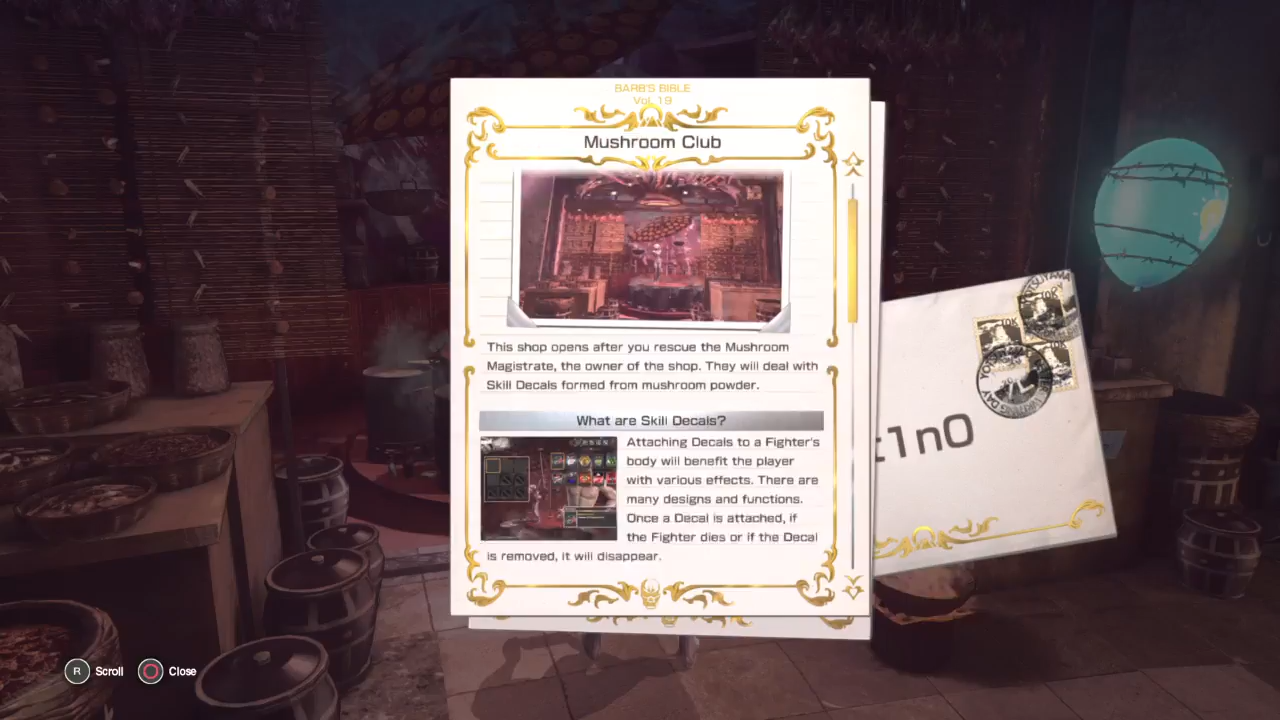 BARB'S BIBLE
Vol. 19
Mushroom Club
This shop opens after you rescue the Mushroom
Magistrate, the owner of the shop. They will deal with
Skill Decals formed from mushroom powder.
What are Skill Decals?
Attaching Decals to a Fighter's
body will benefit the player
with various effects. There are
many designs and functions.
Once a Decal is attached, if
the Fighter dies or if the Decal
is removed, it will disappear.
10K
10K
t1n0
R Scroll
Close